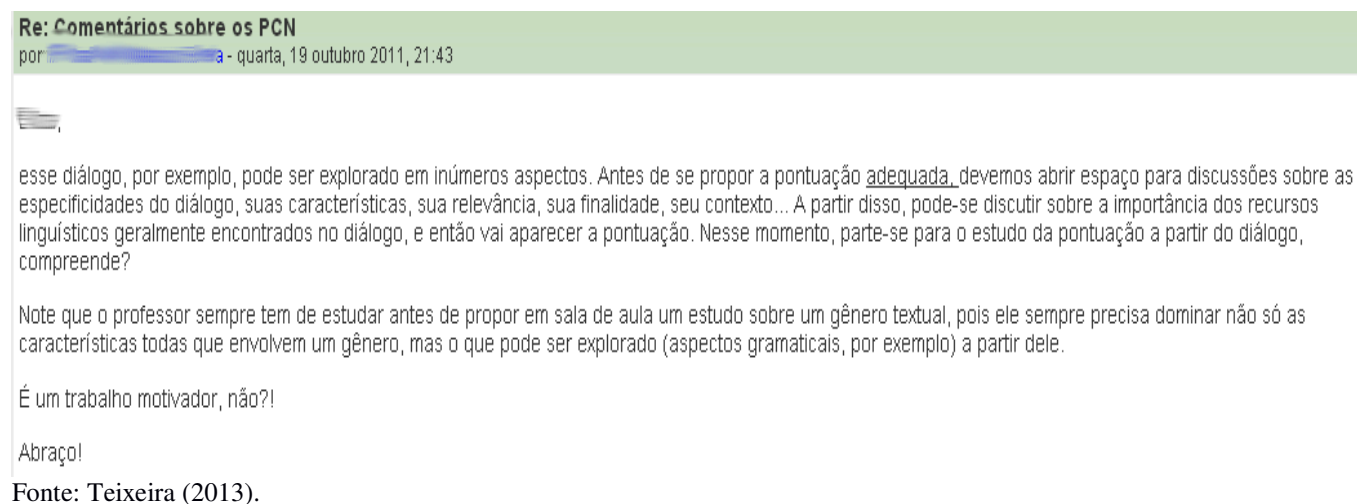 Re: Comentários sobre os PCN
por - quarta, 19 outubro 2011, 21:43
,
esse diálogo, por exemplo, pode ser explorado em inúmeros aspectos. Antes de se propor a pontuação adequada, devemos abrir espaço para discussões sobre as
especificidades do diálogo, suas características, sua relevância, sua finalidade, seu contexto... A partir disso, pode-se discutir sobre a importância dos recursos
linguísticos geralmente encontrados no diálogo, e então vai aparecer a pontuação. Nesse momento, parte-se para o estudo da pontuação a partir do diálogo,
compreende?
Note que o professor sempre tem de estudar antes de propor em sala de aula um estudo sobre um gênero textual, pois ele sempre precisa dominar não só as
características todas que envolvem um gênero, mas o que pode ser explorado (aspectos gramaticais, por exemplo) a partir dele.
É um trabalho motivador, não?!
Abraço!
Fonte: Teixeira (2013).